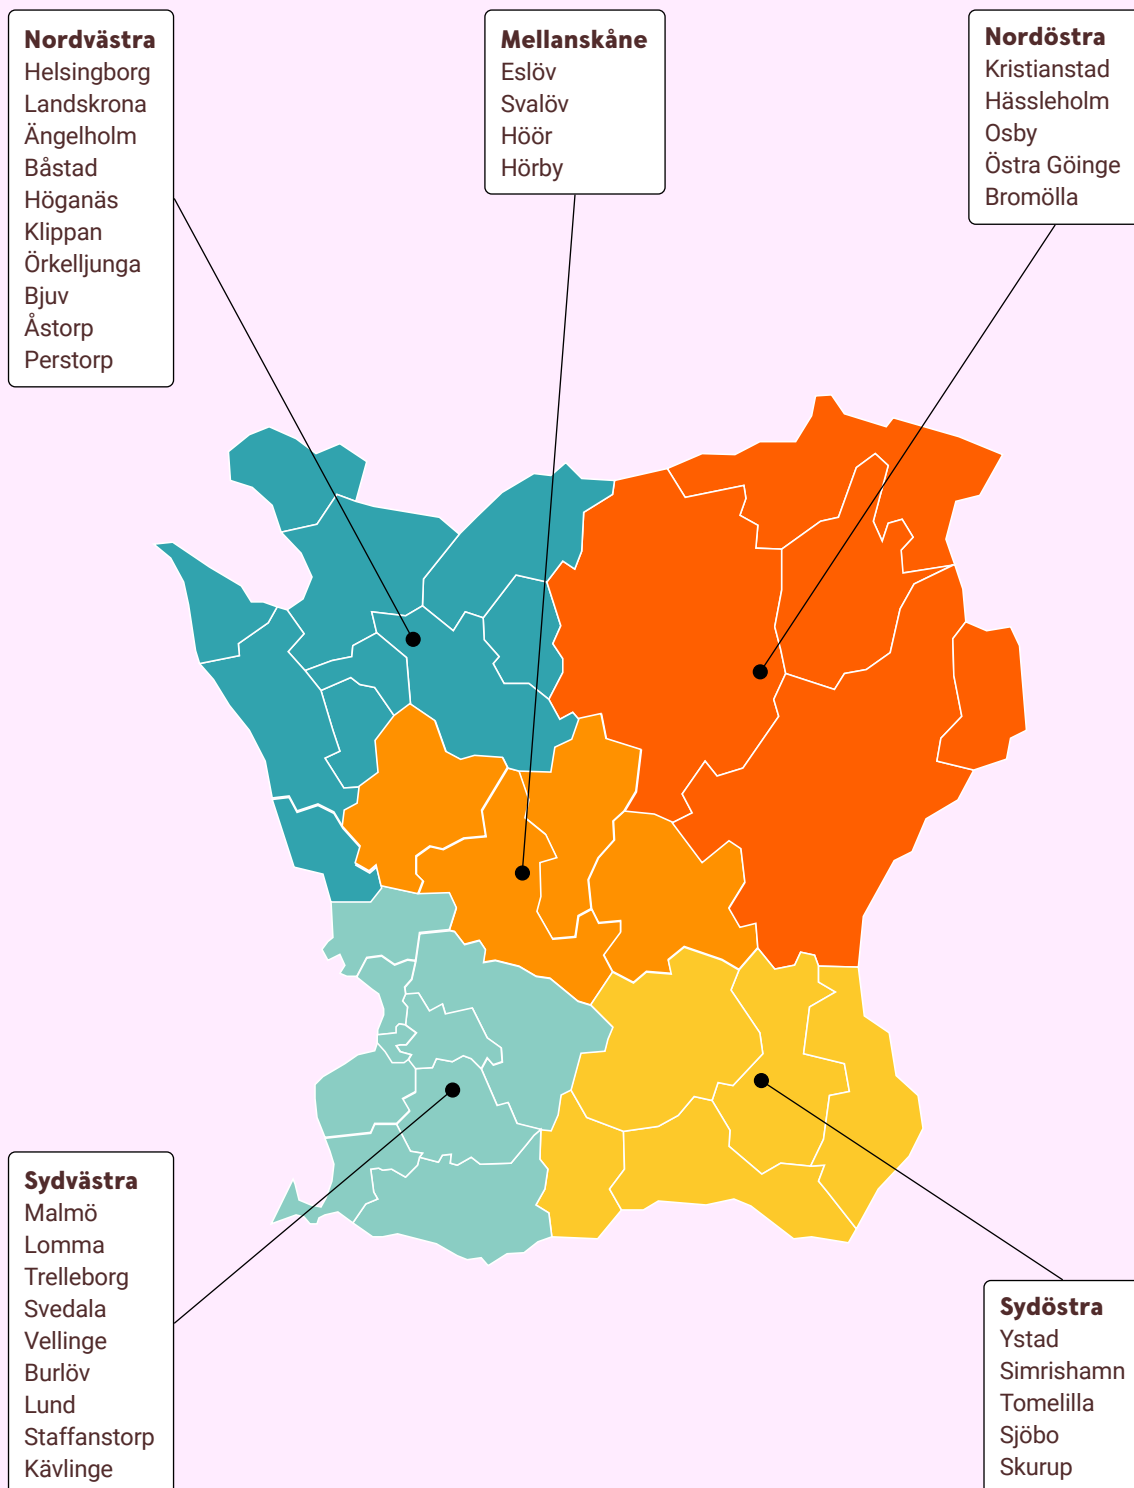 Nordvästra
Helsingborg
Landskrona
Ängelholm
Båstad
Höganäs
Klippan
Örkelljunga
Bjuv
Åstorp
Perstorp
Mellanskåne
Eslöv
Svalöv
Höör
Hörby
Nordöstra
Kristianstad
Hässleholm
Osby
Östra Göinge
Bromölla
Sydvästra
Malmö
Lomma
Trelleborg
Svedala
Vellinge
Burlöv
Lund
Staffanstorp
Kävlinge
Sydöstra
Ystad
Simrishamn
Tomelilla
Sjöbo
Skurup